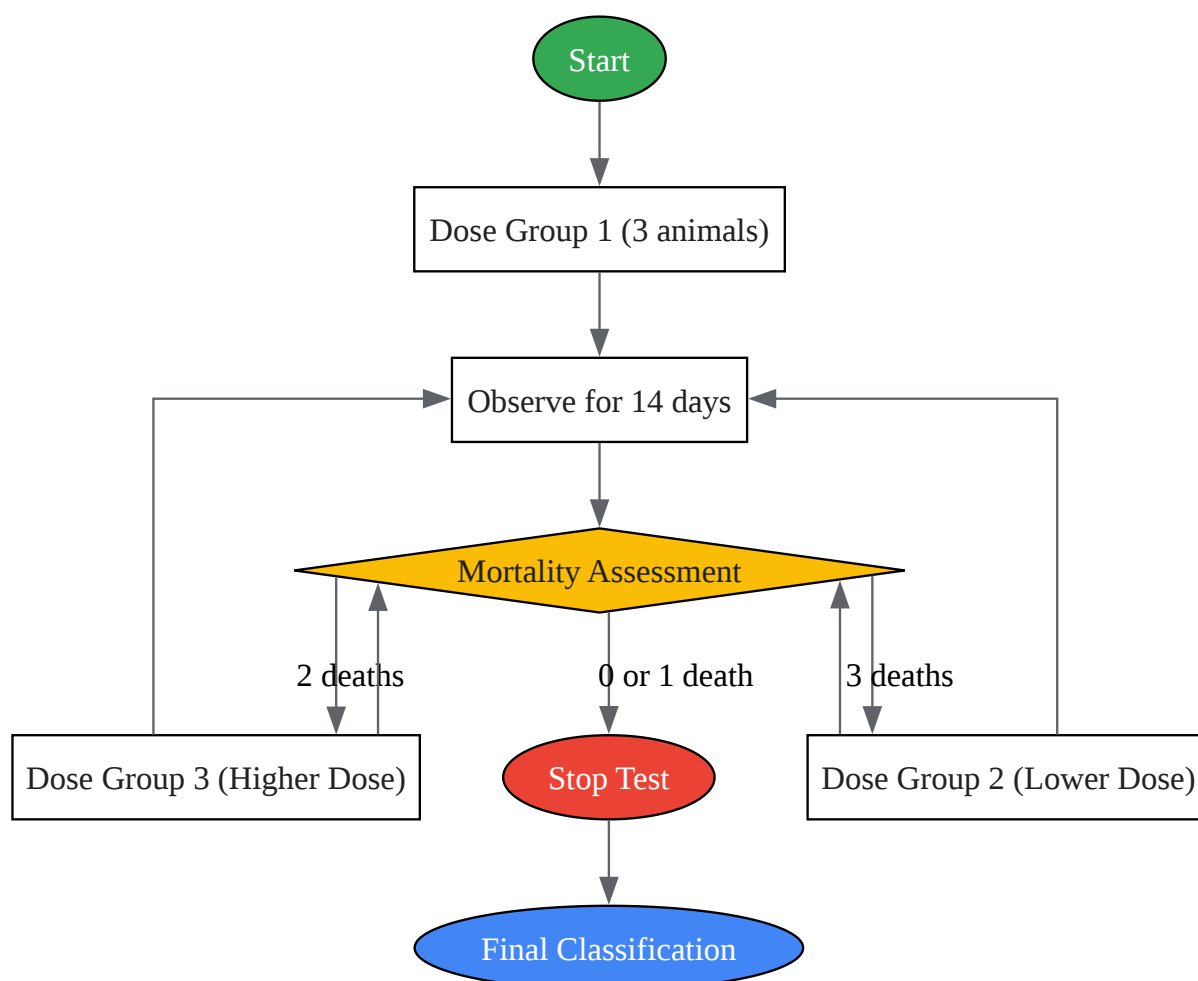 Start
Dose Group 1 (3 animals)
Observe for 14 days
Mortality Assessment
2 deaths
0 or 1 death
3 deaths
Dose Group 3 (Higher Dose)
Stop Test
Dose Group 2 (Lower Dose)
Final Classification